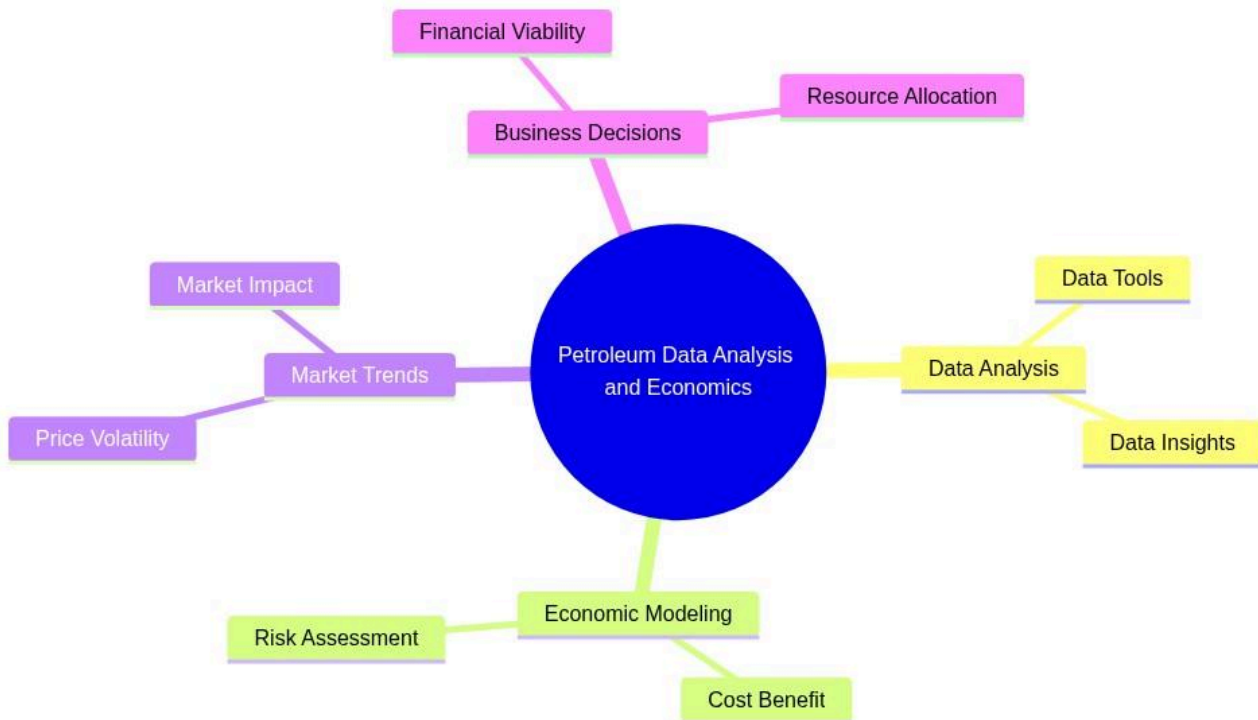 Financial Viability
Resource Allocation
Business Decisions
Market Impact
Data Tools
Petroleum Data Analysis
and Economics
Market Trends
Data Analysis
Price Volatility
Data Insights
Economic Modeling
Risk Assessment
Cost Benefit